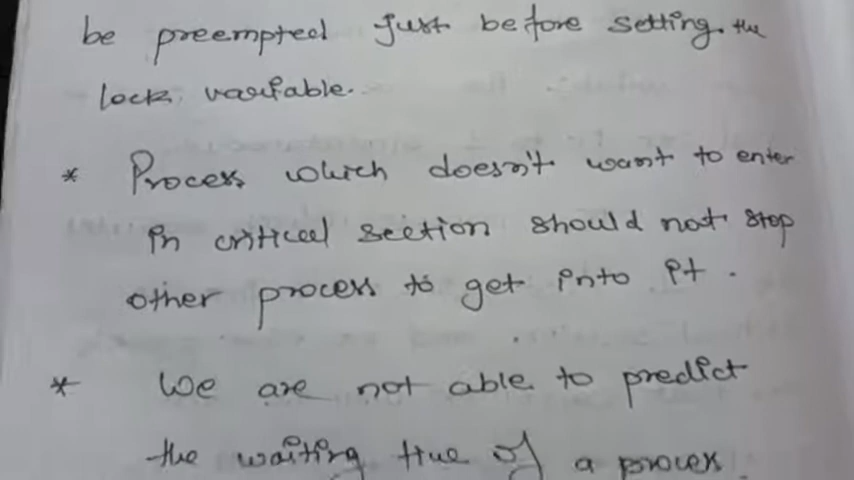 be preempted just before setting the
lock variable.
* Process which doesn't want to enter
in critical section should not stop
other process to get into it.
* We are not able to predict
the waiting time of a process.